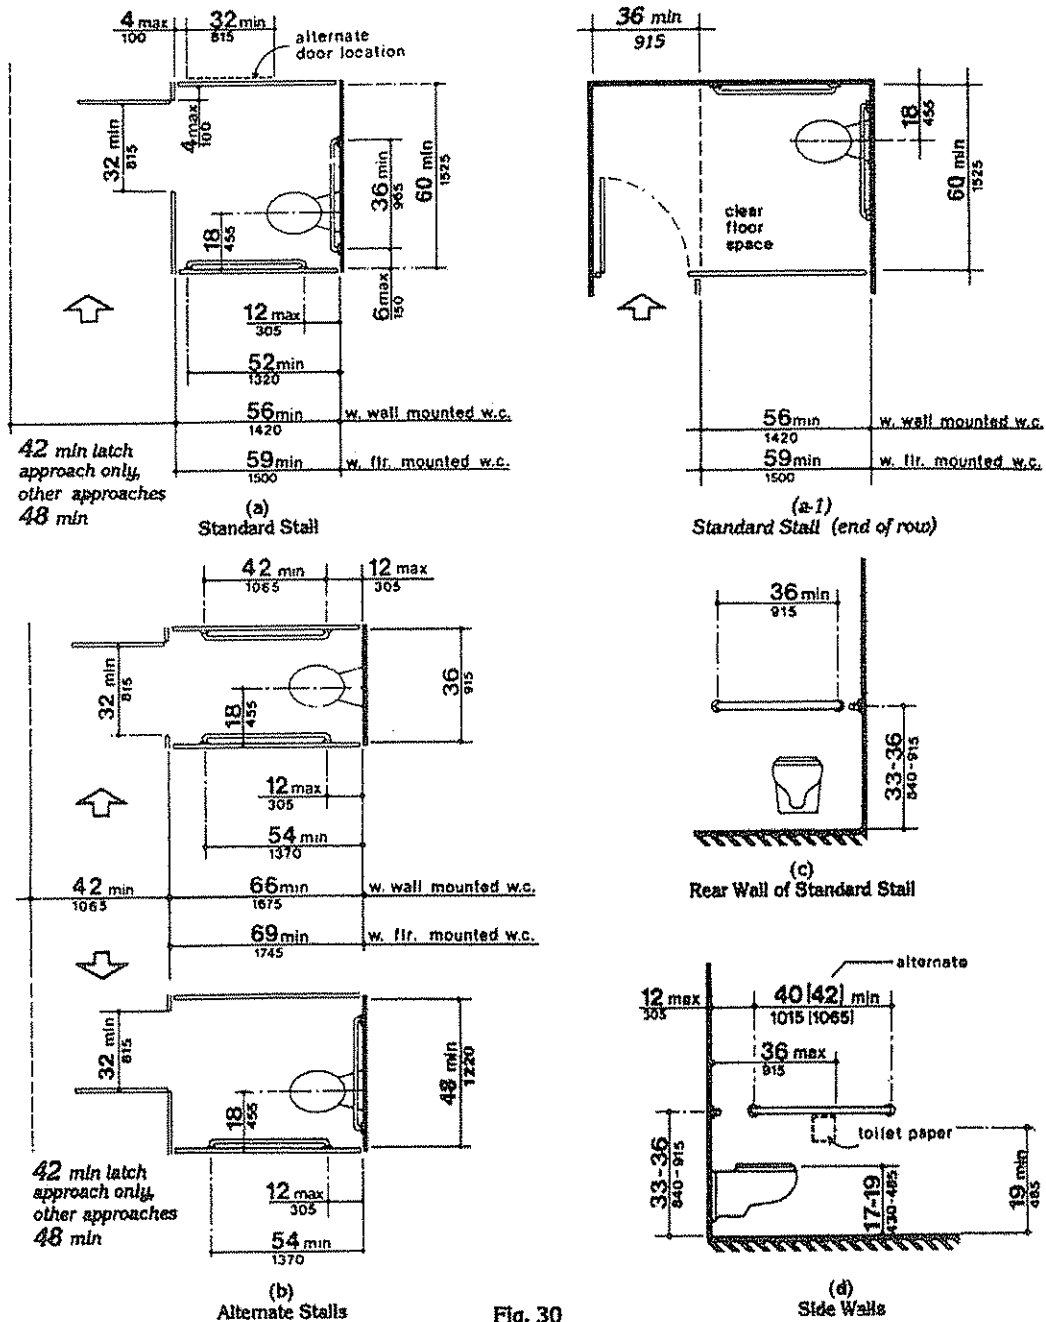 4 max
100
32 min
815
alternate
door location
4 max
100
32 min
815
36 min
965
60 min
1525
18
455
6 max
150
12 max
305
52 min
1320
56 min
1420
w. wall mounted w.c.
59 min
1500
w. flr. mounted w.c.
42 min latch
approach only,
other approaches
48 min
(a)
Standard Stall
36 min
915
18
455
60 min
1525
clear
floor
space
56 min
1420
w. wall mounted w.c.
59 min
1500
w. flr. mounted w.c.
(a-1)
Standard Stall (end of row)
42 min
1065
12 max
305
32 min
815
18
455
36
915
12 max
305
54 min
1370
42 min
1065
66 min
1675
w. wall mounted w.c.
69 min
1745
w. flr. mounted w.c.
32 min
815
18
455
48 min
1220
42 min latch
approach only,
other approaches
48 min
12 max
305
54 min
1370
(b)
Alternate Stalls
36 min
915
33-36
840-915
(c)
Rear Wall of Standard Stall
alternate
12 max
305
40 [42] min
1015 [1065]
36 max
915
33-36
840-915
toilet paper
17-19
430-485
19 min
485
(d)
Side Walls
Fig. 30